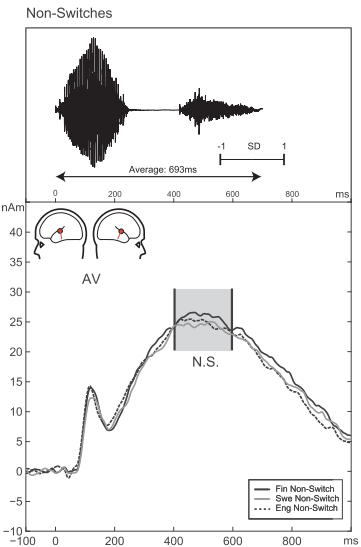 Non-Switches
-1 SD 1
Average: 693ms
0 200 400 600 800 ms
nAm
40
35
30
25
20
15
10
5
0
−5
−10
AV
N.S.
Fin Non-Switch
Swe Non-Switch
Eng Non-Switch
−100 0 200 400 600 800 ms